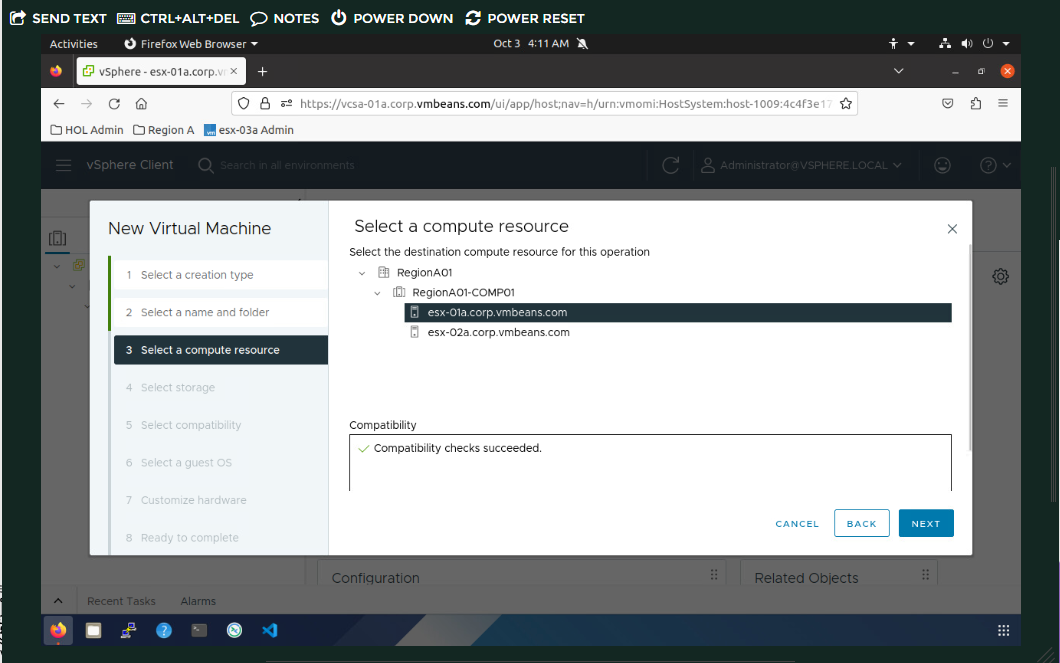 SEND TEXT CTRL+ALT+DEL NOTES POWER DOWN POWER RESET
Activities Firefox Web Browser Oct 3 4:11 AM
vSphere - esx-01a.corp.v
https://vcsa-01a.corp.vmbeans.com/ui/app/host;nav=h/urn:vmomi:HostSystem:host-1009:4c4f3e17
HOL Admin Region A vm esx-03a Admin
vSphere Client Search in all environments Administrator@VSPHERE.LOCAL
New Virtual Machine
1 Select a creation type
2 Select a name and folder
3 Select a compute resource
4 Select storage
5 Select compatibility
6 Select a guest OS
7 Customize hardware
8 Ready to complete
Select a compute resource
Select the destination compute resource for this operation
RegionA01
RegionA01-COMP01
esx-01a.corp.vmbeans.com
esx-02a.corp.vmbeans.com
Compatibility
Compatibility checks succeeded.
CANCEL BACK NEXT
Configuration Related Objects
Recent Tasks Alarms